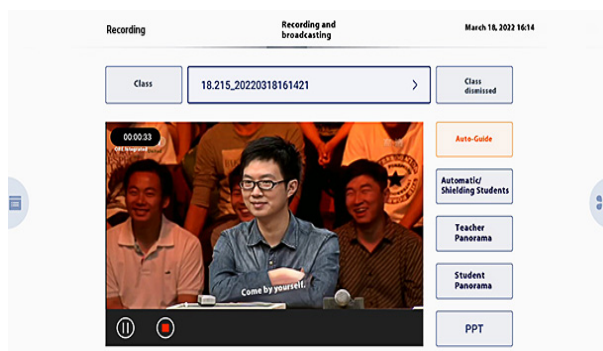 Recording
Recording and
broadcasting
March 18, 2022 16:14
Class
18.215_20220318161421
Class
dismissed
00:00:33
Auto-Guide
Automatic/
Shielding Students
Teacher
Panorama
Come by yourself.
Student
Panorama
PPT